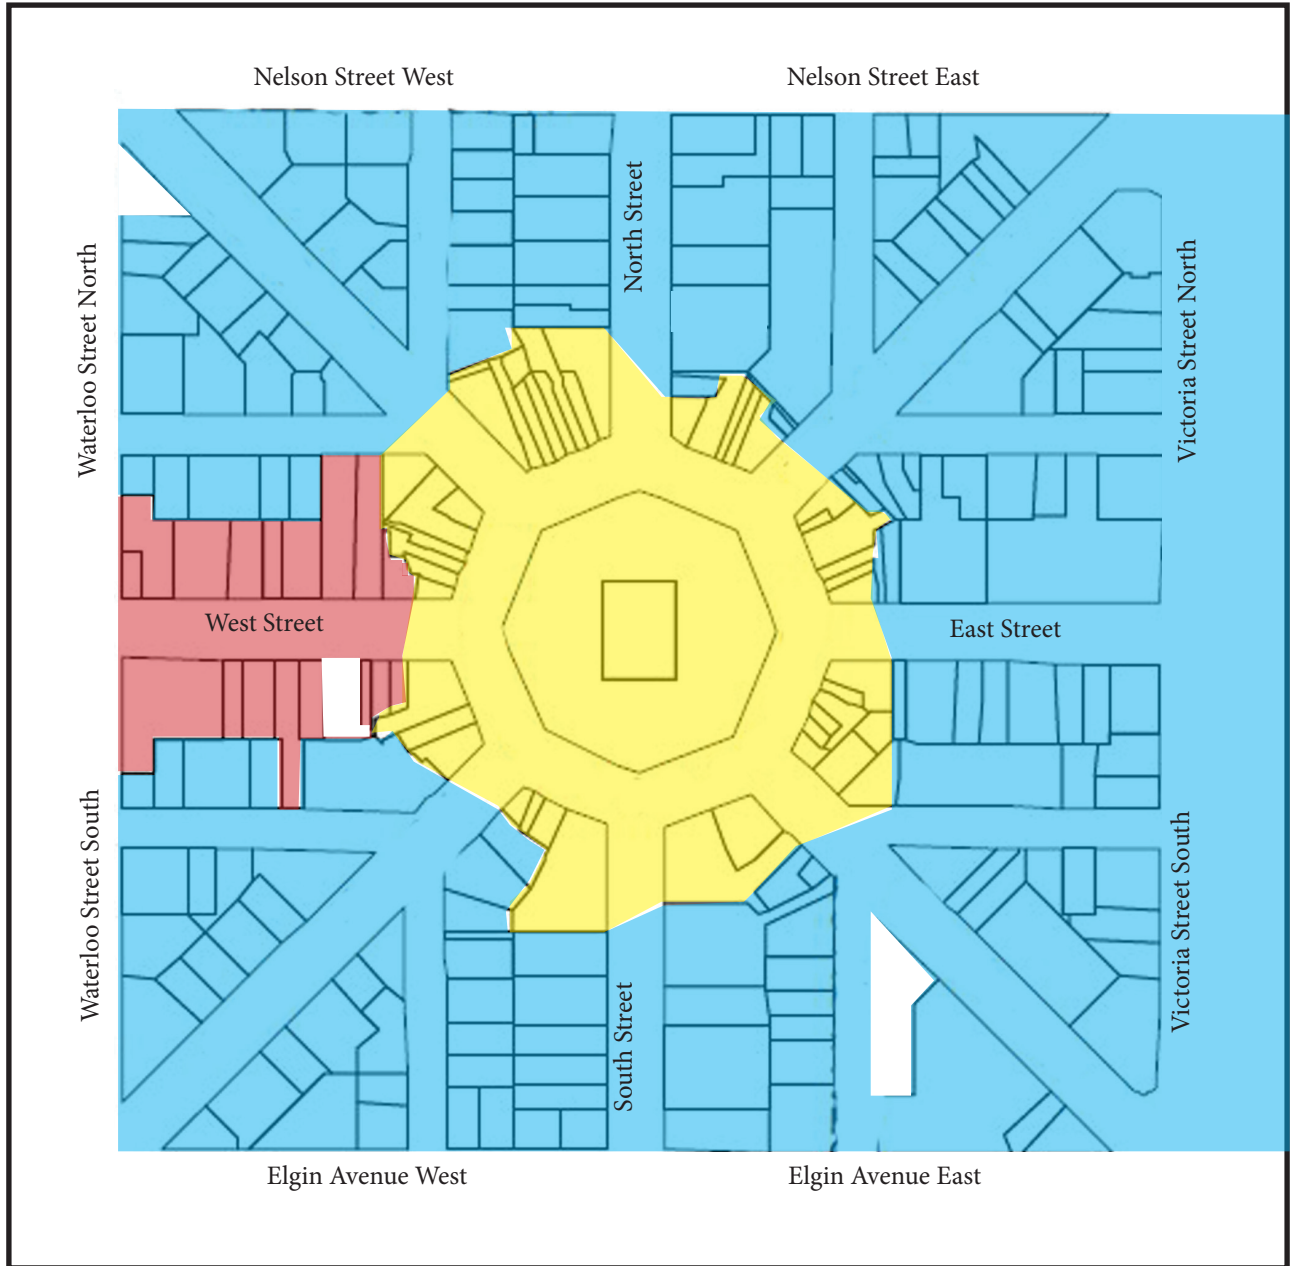 Nelson Street West
Nelson Street East
North Street
Waterloo Street North
Victoria Street North
West Street
East Street
Waterloo Street South
Victoria Street South
South Street
Elgin Avenue West
Elgin Avenue East